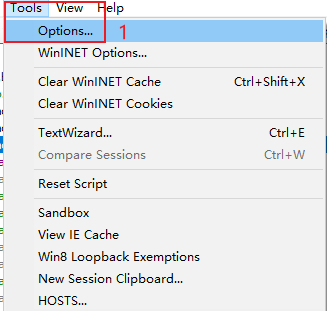 Tools View Help
Options... 1
WinINET Options...
Clear WinINET Cache Ctrl+Shift+X
Clear WinINET Cookies
TextWizard... Ctrl+E
Compare Sessions Ctrl+W
Reset Script
Sandbox
View IE Cache
Win8 Loopback Exemptions
New Session Clipboard...
HOSTS...